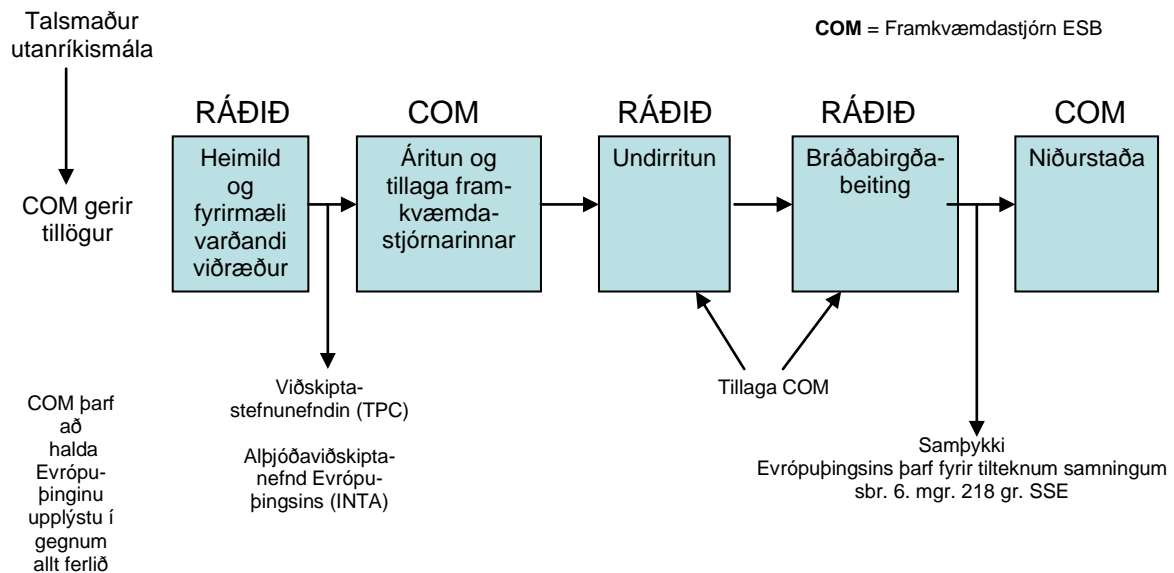 Talsmaður
utanríkismála
COM = Framkvæmdastjórn ESB
COM gerir
tillögur
RÁÐIÐ
Heimild
og
fyrirmæli
varðandi
viðræður
COM
Áritun og
tillaga fram-
kvæmda-
stjórnarinnar
RÁÐIÐ
Undirritun
RÁÐIÐ
Bráðabirgða-
beiting
COM
Niðurstaða
Viðskipta-
stefnunefndin (TPC)
Alþjóðaviðskipta-
nefnd Evrópu-
þingsins (INTA)
Tillaga COM
Samþykki
Evrópuþingsins þarf fyrir tilteknum samningum
sbr. 6. mgr. 218 gr. SSE
COM þarf
að
halda
Evrópu-
þinginu
upplýstu í
gegnum
allt ferlið